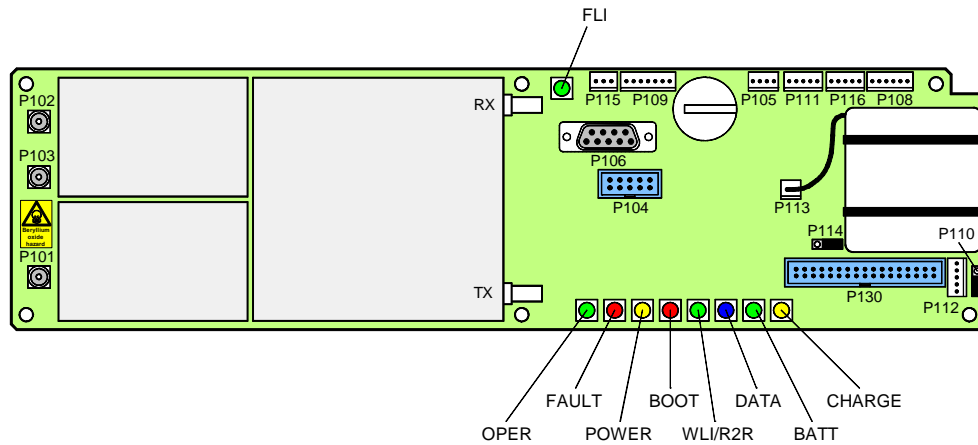 FLI
P102
P115
P109
P105
P111
P116
P108
RX
P103
P106
P104
P113
Beryllium
oxide
hazard
P101
P114
P110
TX
P130
P112
FAULT
BOOT
DATA
CHARGE
OPER
POWER
WLI/R2R
BATT